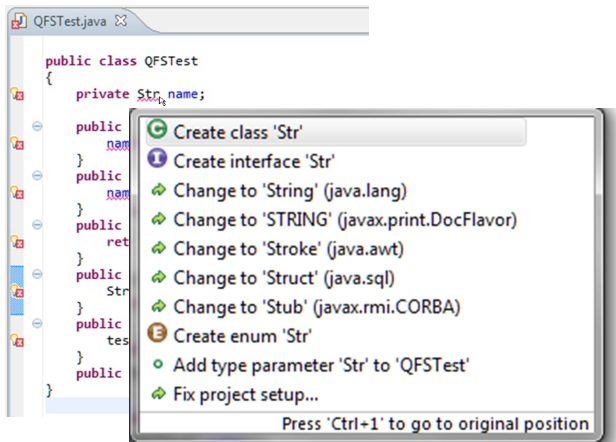 QFSTest.java
public class QFSTest
{
private Str name;
public
nam
}
public
nam
}
public
ret
}
public
Str
}
public
tes
}
public
}
Create class 'Str'
Create interface 'Str'
Change to 'String' (java.lang)
Change to 'STRING' (javax.print.DocFlavor)
Change to 'Stroke' (java.awt)
Change to 'Struct' (java.sql)
Change to 'Stub' (javax.rmi.CORBA)
Create enum 'Str'
Add type parameter 'Str' to 'QFSTest'
Fix project setup...
Press 'Ctrl+1' to go to original position